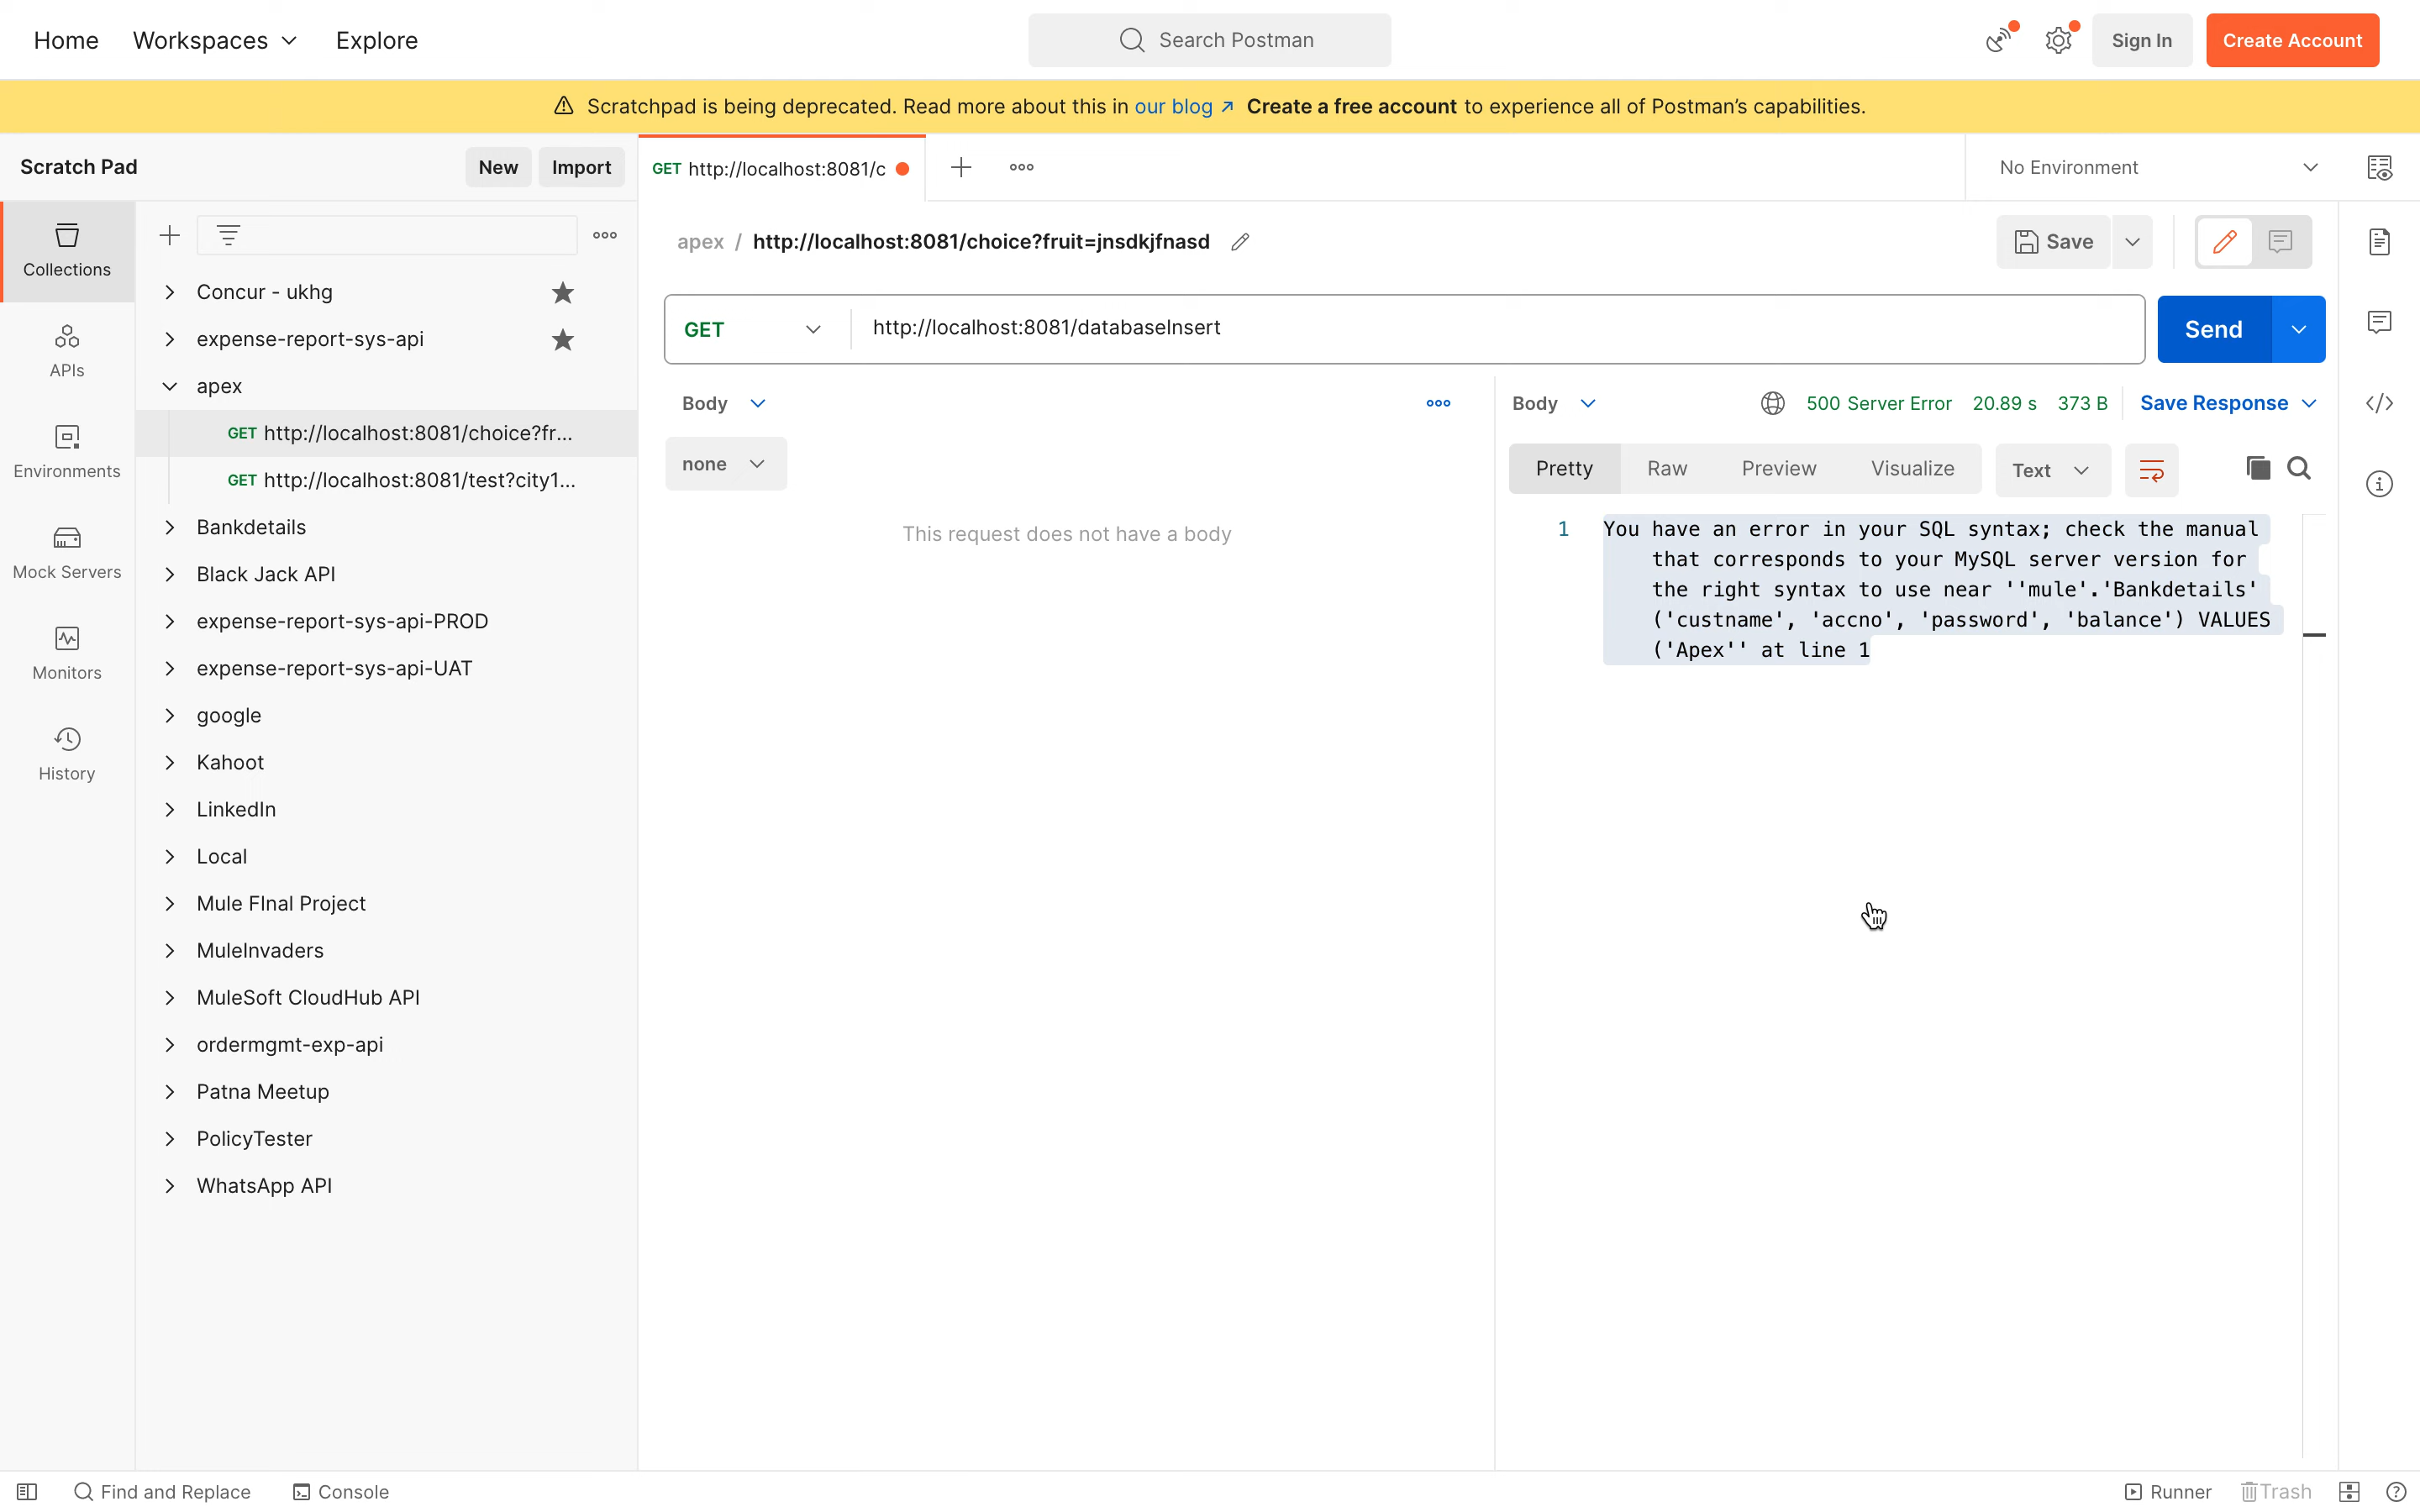 Home Workspaces Explore Search Postman Sign In Create Account
Scratchpad is being deprecated. Read more about this in our blog ↗ Create a free account to experience all of Postman's capabilities.
Scratch Pad New Import GET http://localhost:8081/c No Environment
Collections
APIs
Environments
Mock Servers
Monitors
History
Concur - ukhg
expense-report-sys-api
apex
GET http://localhost:8081/choice?fr...
GET http://localhost:8081/test?city1...
Bankdetails
Black Jack API
expense-report-sys-api-PROD
expense-report-sys-api-UAT
google
Kahoot
LinkedIn
Local
Mule FInal Project
MuleInvaders
MuleSoft CloudHub API
ordermgmt-exp-api
Patna Meetup
PolicyTester
WhatsApp API
apex / http://localhost:8081/choice?fruit=jnsdkjfnasd Save
GET http://localhost:8081/databaseInsert Send
Body
none
This request does not have a body
Body 500 Server Error 20.89 s 373 B Save Response
Pretty Raw Preview Visualize Text
1 You have an error in your SQL syntax; check the manual
that corresponds to your MySQL server version for
the right syntax to use near ''mule'.'Bankdetails'
('custname', 'accno', 'password', 'balance') VALUES
('Apex'' at line 1
Find and Replace Console Runner Trash